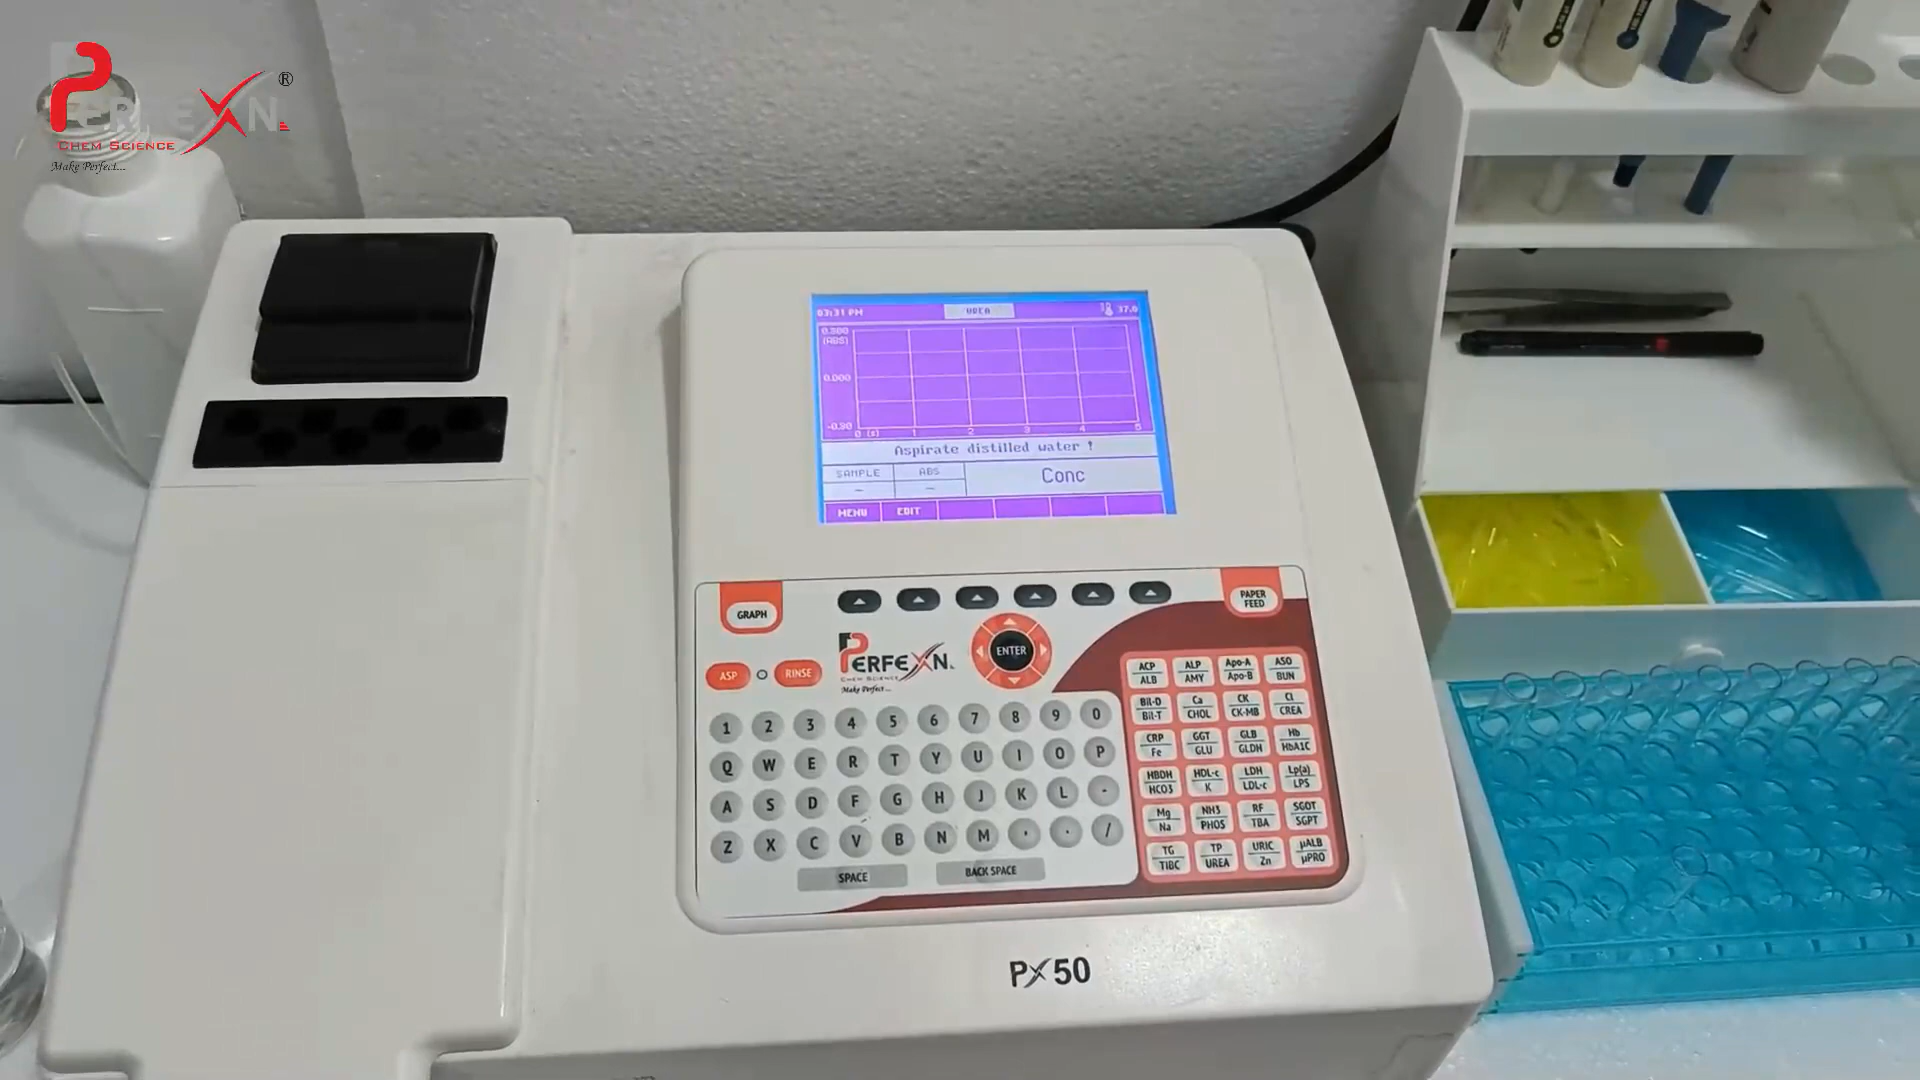 PERFEXN ®
CHEM SCIENCE
Make Perfect...
03:31 PM
UREA
37.0
0.300
(ABS)
0.000
-0.30
0 (s) 1 2 3 4 5
Aspirate distilled water !
SAMPLE ABS Conc
– –
MENU EDIT
GRAPH
PAPER FEED
ASP RINSE
PERFEXN
CHEM SCIENCE
Make Perfect...
ENTER
1 2 3 4 5 6 7 8 9 0
Q W E R T Y U I O P
A S D F G H J K L -
Z X C V B N M . . /
SPACE BACK SPACE
ACP ALP Apo-A ASO
ALB AMY Apo-B BUN
Bil-D Ca CK Cl
Bil-T CHOL CK-MB CREA
CRP GGT GLB Hb
Fe GLU GLDH HbA1C
HBDH HDL-c LDH Lp(a)
HCO3 K LDL-c LPS
Mg NH3 RF SGOT
Na PHOS TBA SGPT
TG TP URIC µALB
TIBC UREA Zn µPRO
PX50